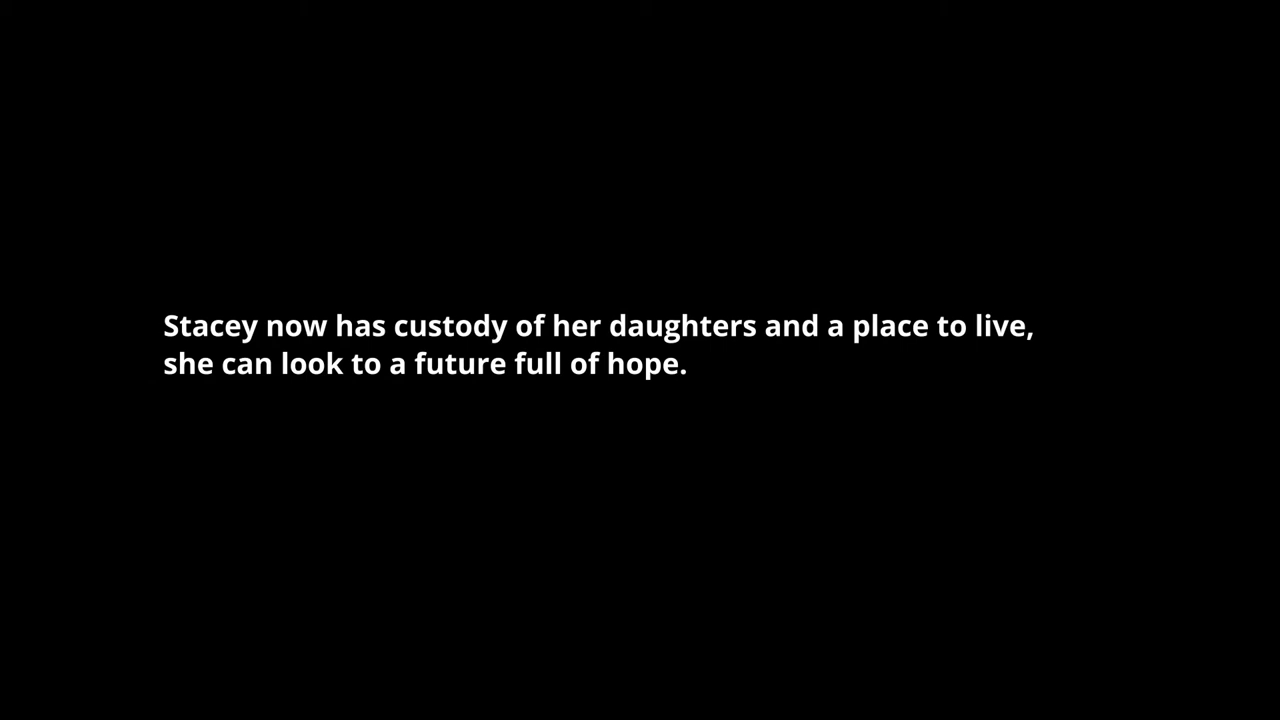 Stacey now has custody of her daughters and a place to live,
she can look to a future full of hope.